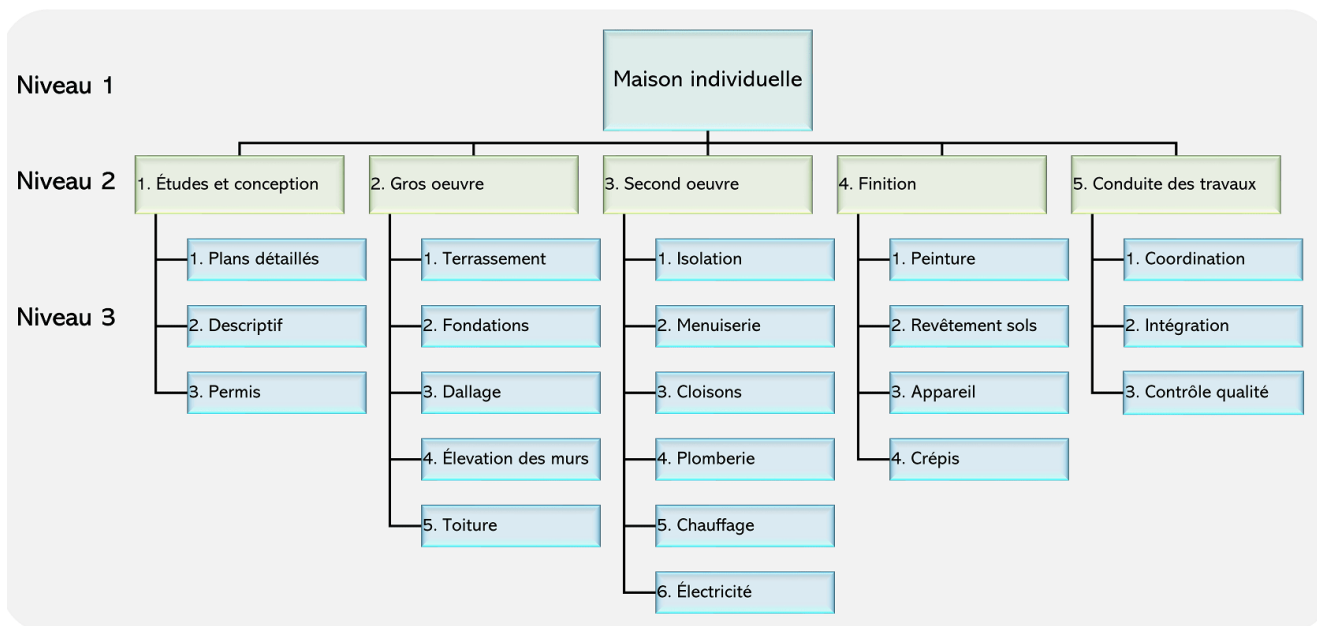 Niveau 1
Maison individuelle
Niveau 2
1. Études et conception
2. Gros oeuvre
3. Second oeuvre
4. Finition
5. Conduite des travaux
Niveau 3
1. Plans détaillés
2. Descriptif
3. Permis
1. Terrassement
2. Fondations
3. Dallage
4. Élevation des murs
5. Toiture
1. Isolation
2. Menuiserie
3. Cloisons
4. Plomberie
5. Chauffage
6. Électricité
1. Peinture
2. Revêtement sols
3. Appareil
4. Crépis
1. Coordination
2. Intégration
3. Contrôle qualité